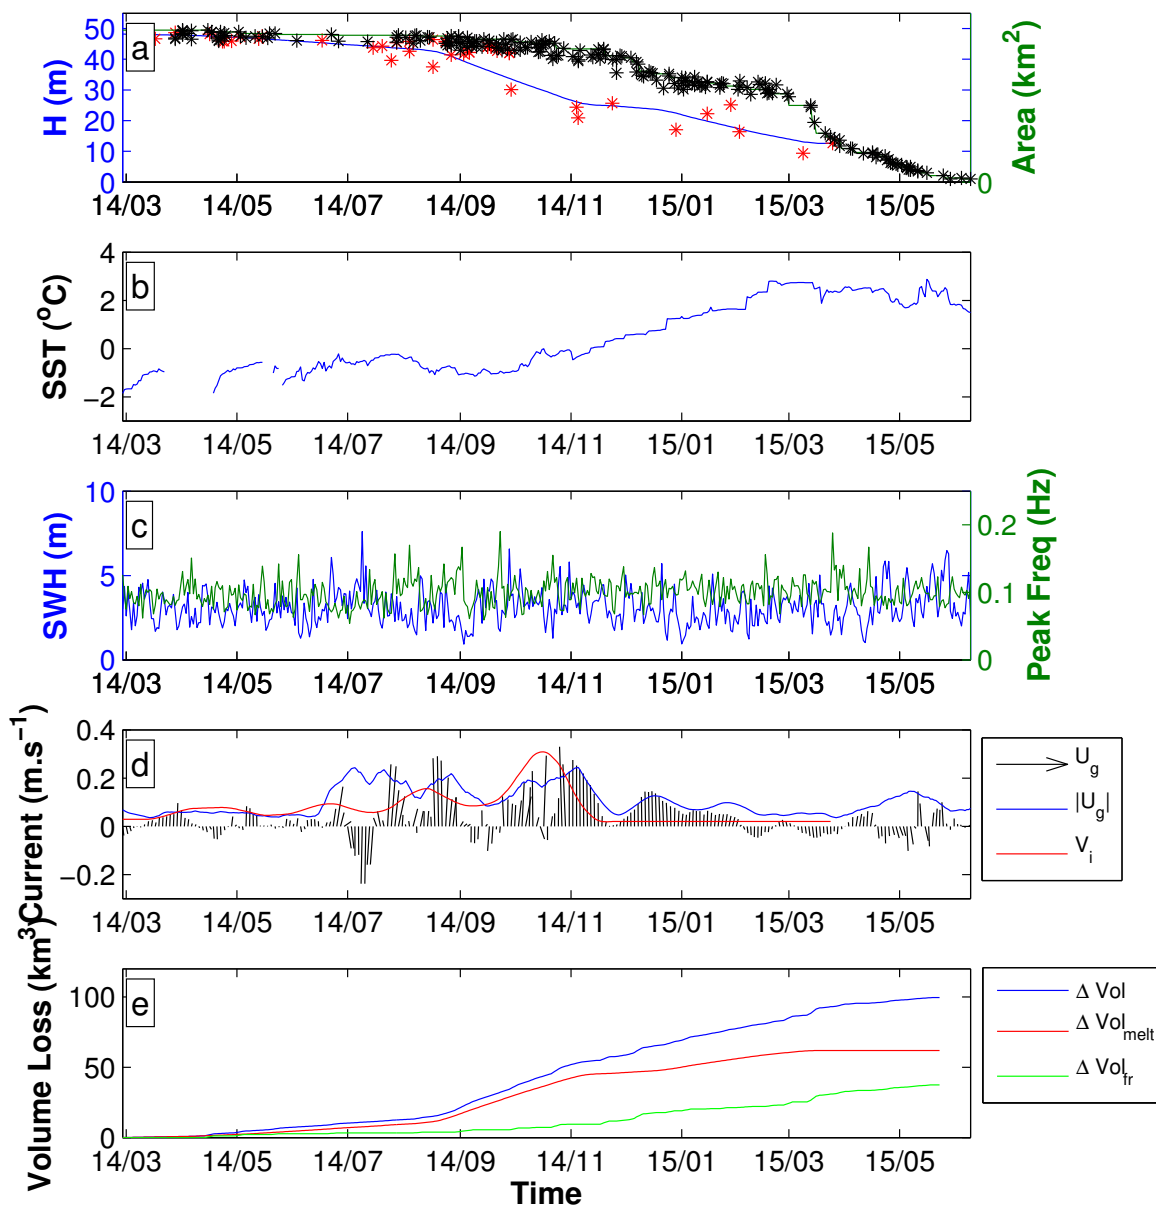 a
H (m)
50
40
30
20
10
0
Area (km2)
0
14/03 14/05 14/07 14/09 14/11 15/01 15/03 15/05
b
SST (oC)
4
2
0
−2
14/03 14/05 14/07 14/09 14/11 15/01 15/03 15/05
c
SWH (m)
10
5
0
Peak Freq (Hz)
0.2
0.1
0
14/03 14/05 14/07 14/09 14/11 15/01 15/03 15/05
d
Current (m.s−1)
0.4
0.2
0
−0.2
Ug
|Ug|
Vi
14/03 14/05 14/07 14/09 14/11 15/01 15/03 15/05
e
Volume Loss (km3)
100
50
0
Δ Vol
Δ Volmelt
Δ Volfr
14/03 14/05 14/07 14/09 14/11 15/01 15/03 15/05
Time